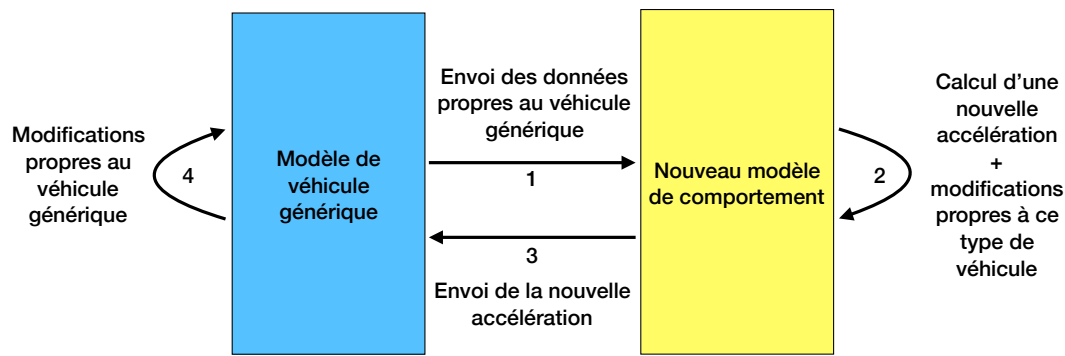 Modifications
propres au
véhicule
générique
4
Modèle de
véhicule
générique
Envoi des données
propres au véhicule
générique
1
3
Envoi de la nouvelle
accélération
Nouveau modèle
de comportement
2
Calcul d’une
nouvelle
accélération
+
modifications
propres à ce
type de
véhicule